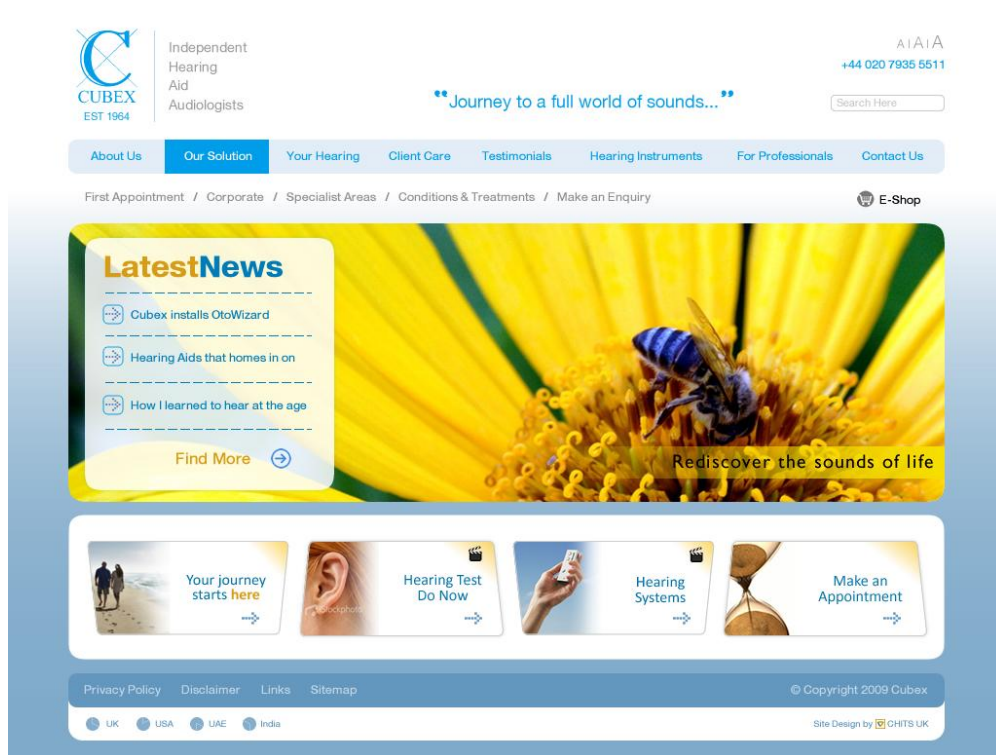 CUBEX
EST 1964
Independent
Hearing
Aid
Audiologists
"Journey to a full world of sounds..."
A | A | A
+44 020 7935 5511
Search Here
About Us Our Solution Your Hearing Client Care Testimonials Hearing Instruments For Professionals Contact Us
First Appointment / Corporate / Specialist Areas / Conditions & Treatments / Make an Enquiry
E-Shop
LatestNews
Cubex installs OtoWizard
Hearing Aids that homes in on
How I learned to hear at the age
Find More
Rediscover the sounds of life
Your journey
starts here
iStockphoto
Hearing Test
Do Now
Hearing
Systems
Make an
Appointment
Privacy Policy Disclaimer Links Sitemap
© Copyright 2009 Cubex
UK USA UAE India
Site Design by CHITS UK